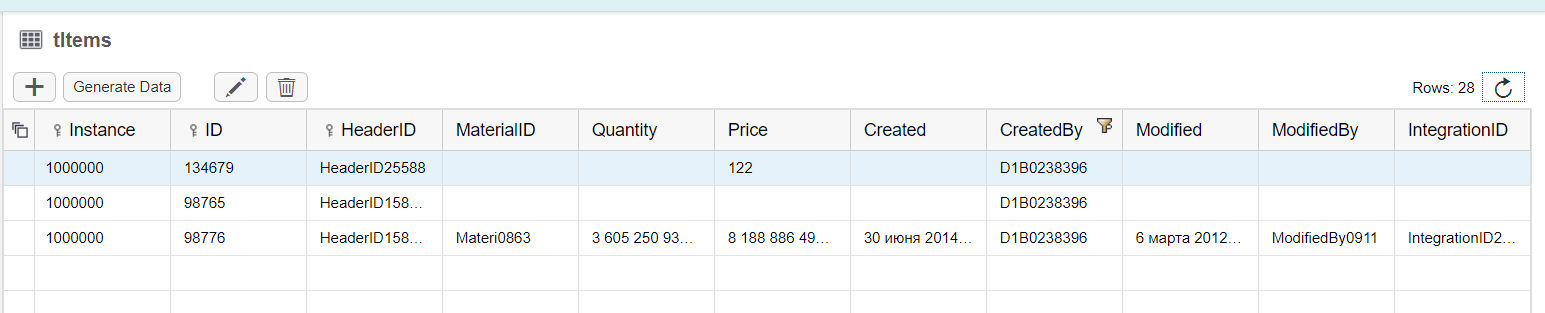 tItems
Generate Data
Rows: 28
Instance ID HeaderID MaterialID Quantity Price Created CreatedBy Modified ModifiedBy IntegrationID
1000000 134679 HeaderID25588 122 D1B0238396
1000000 98765 HeaderID158... D1B0238396
1000000 98776 HeaderID158... Materi0863 3 605 250 93... 8 188 886 49... 30 июня 2014... D1B0238396 6 марта 2012... ModifiedBy0911 IntegrationID2...